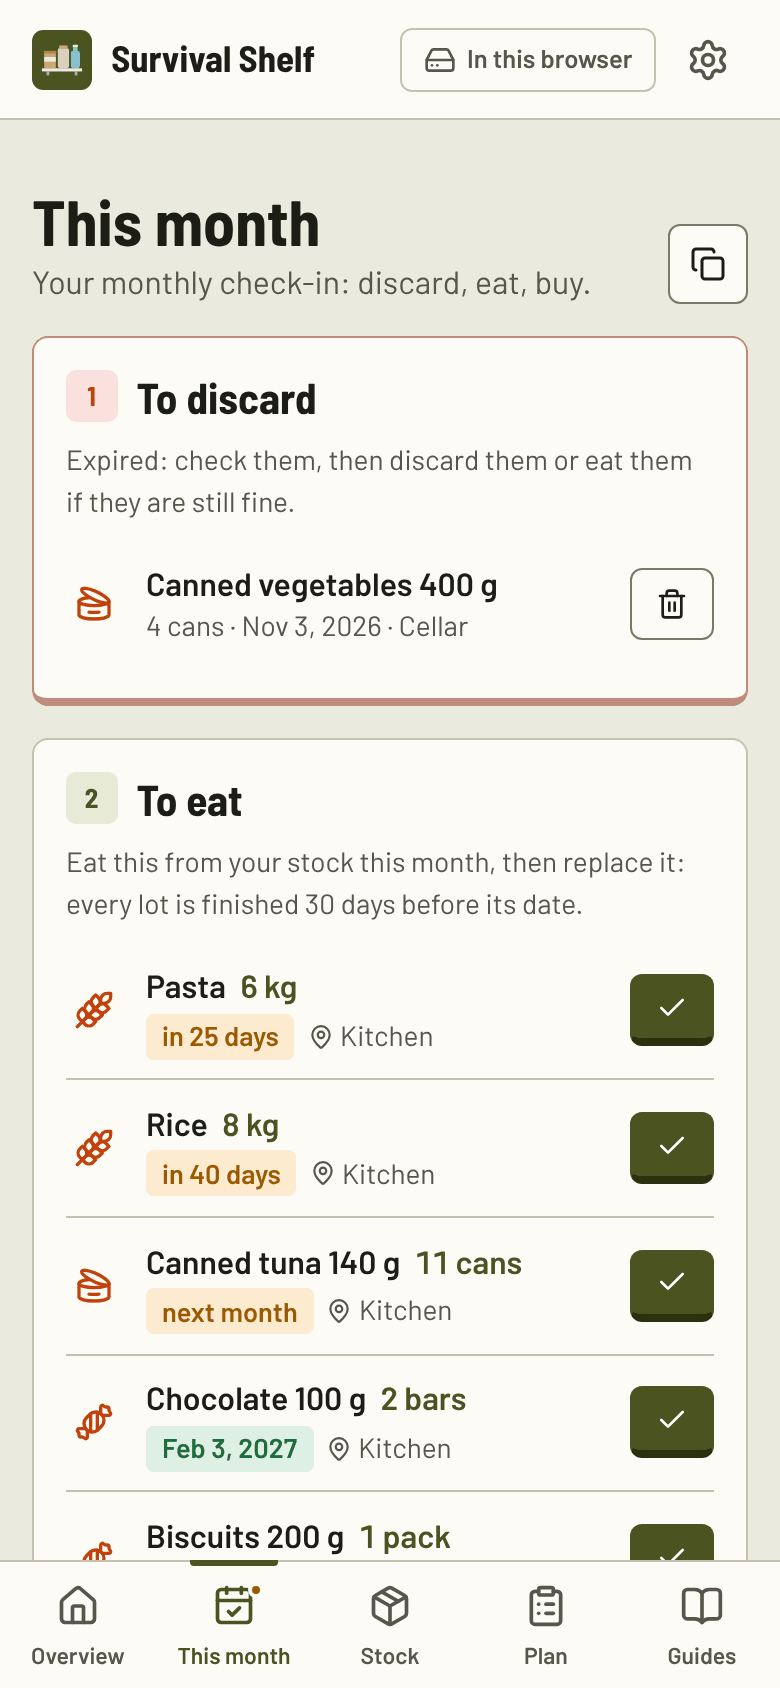 Survival Shelf
In this browser
This month
Your monthly check-in: discard, eat, buy.
1
To discard
Expired: check them, then discard them or eat them
if they are still fine.
Canned vegetables 400 g
4 cans · Nov 3, 2026 · Cellar
2
To eat
Eat this from your stock this month, then replace it:
every lot is finished 30 days before its date.
Pasta 6 kg
in 25 days Kitchen
Rice 8 kg
in 40 days Kitchen
Canned tuna 140 g 11 cans
next month Kitchen
Chocolate 100 g 2 bars
Feb 3, 2027 Kitchen
Biscuits 200 g 1 pack
Overview
This month
Stock
Plan
Guides